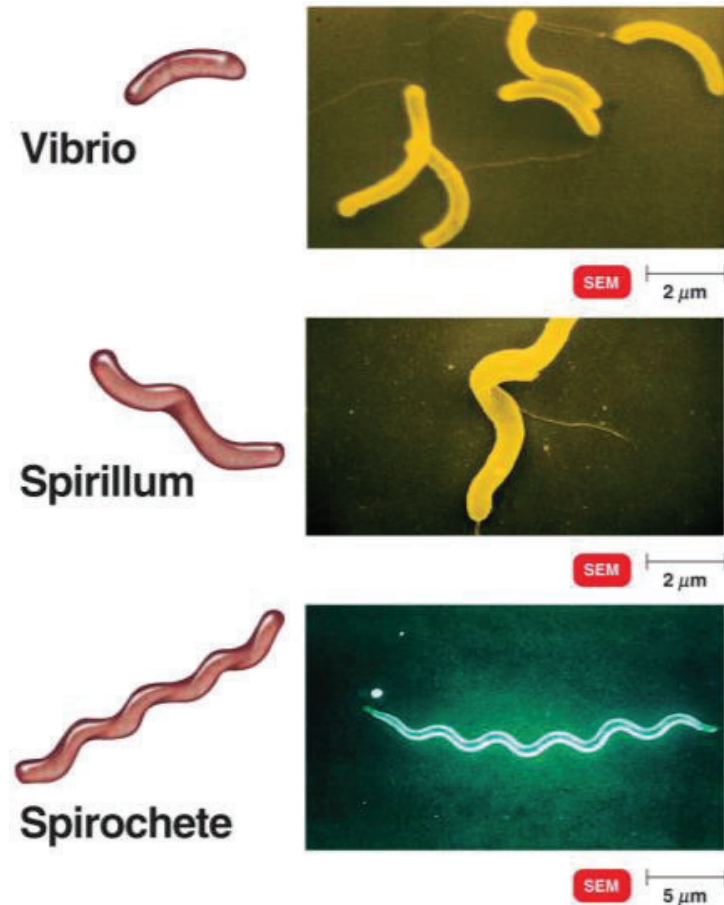 Vibrio
SEM
2 μm
Spirillum
SEM
2 μm
Spirochete
SEM
5 μm